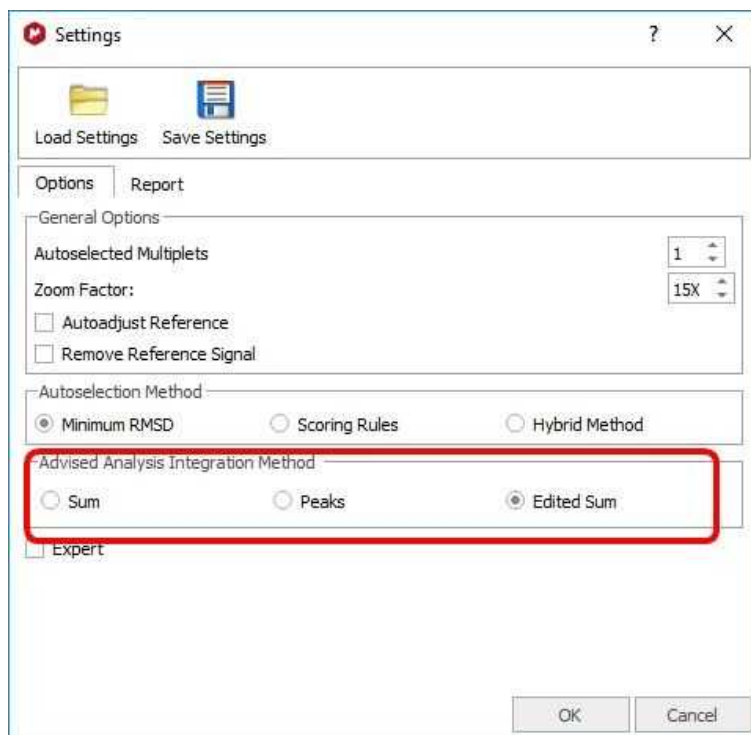 Settings ?
Load Settings Save Settings
Options Report
General Options
Autoselected Multiplets 1
Zoom Factor: 15X
Autoadjust Reference
Remove Reference Signal
Autoselection Method
Minimum RMSD Scoring Rules Hybrid Method
Advised Analysis Integration Method
Sum Peaks Edited Sum
Expert
OK Cancel